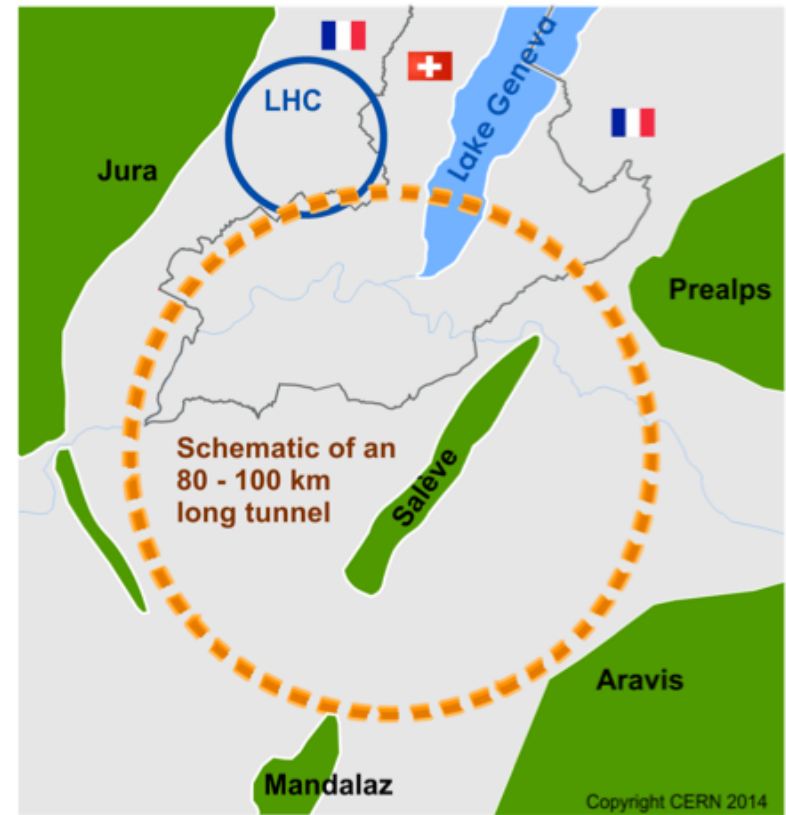 LHC
Lake Geneva
Jura
Prealps
Schematic of an
80 - 100 km
long tunnel
Salève
Aravis
Mandalaz
Copyright CERN 2014